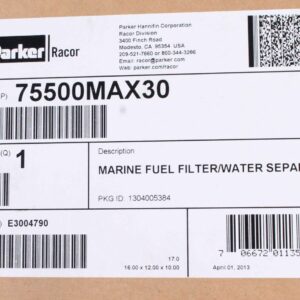 Parker Racor
Parker Hannifin Corporation
Racor Division
3400 Finch Road
Modesto, CA 95354 USA
209-521-7860 or 800-344-3286
Email racor@parker.com
Web www.parker.com/racor
P) 75500MAX30
(Q) 1
Description
MARINE FUEL FILTER/WATER SEPA
PKG ID: 1304005384
E3004790
17.0
16.00 x 12.00 x 10.00
April 01, 2013
7 06672 01135